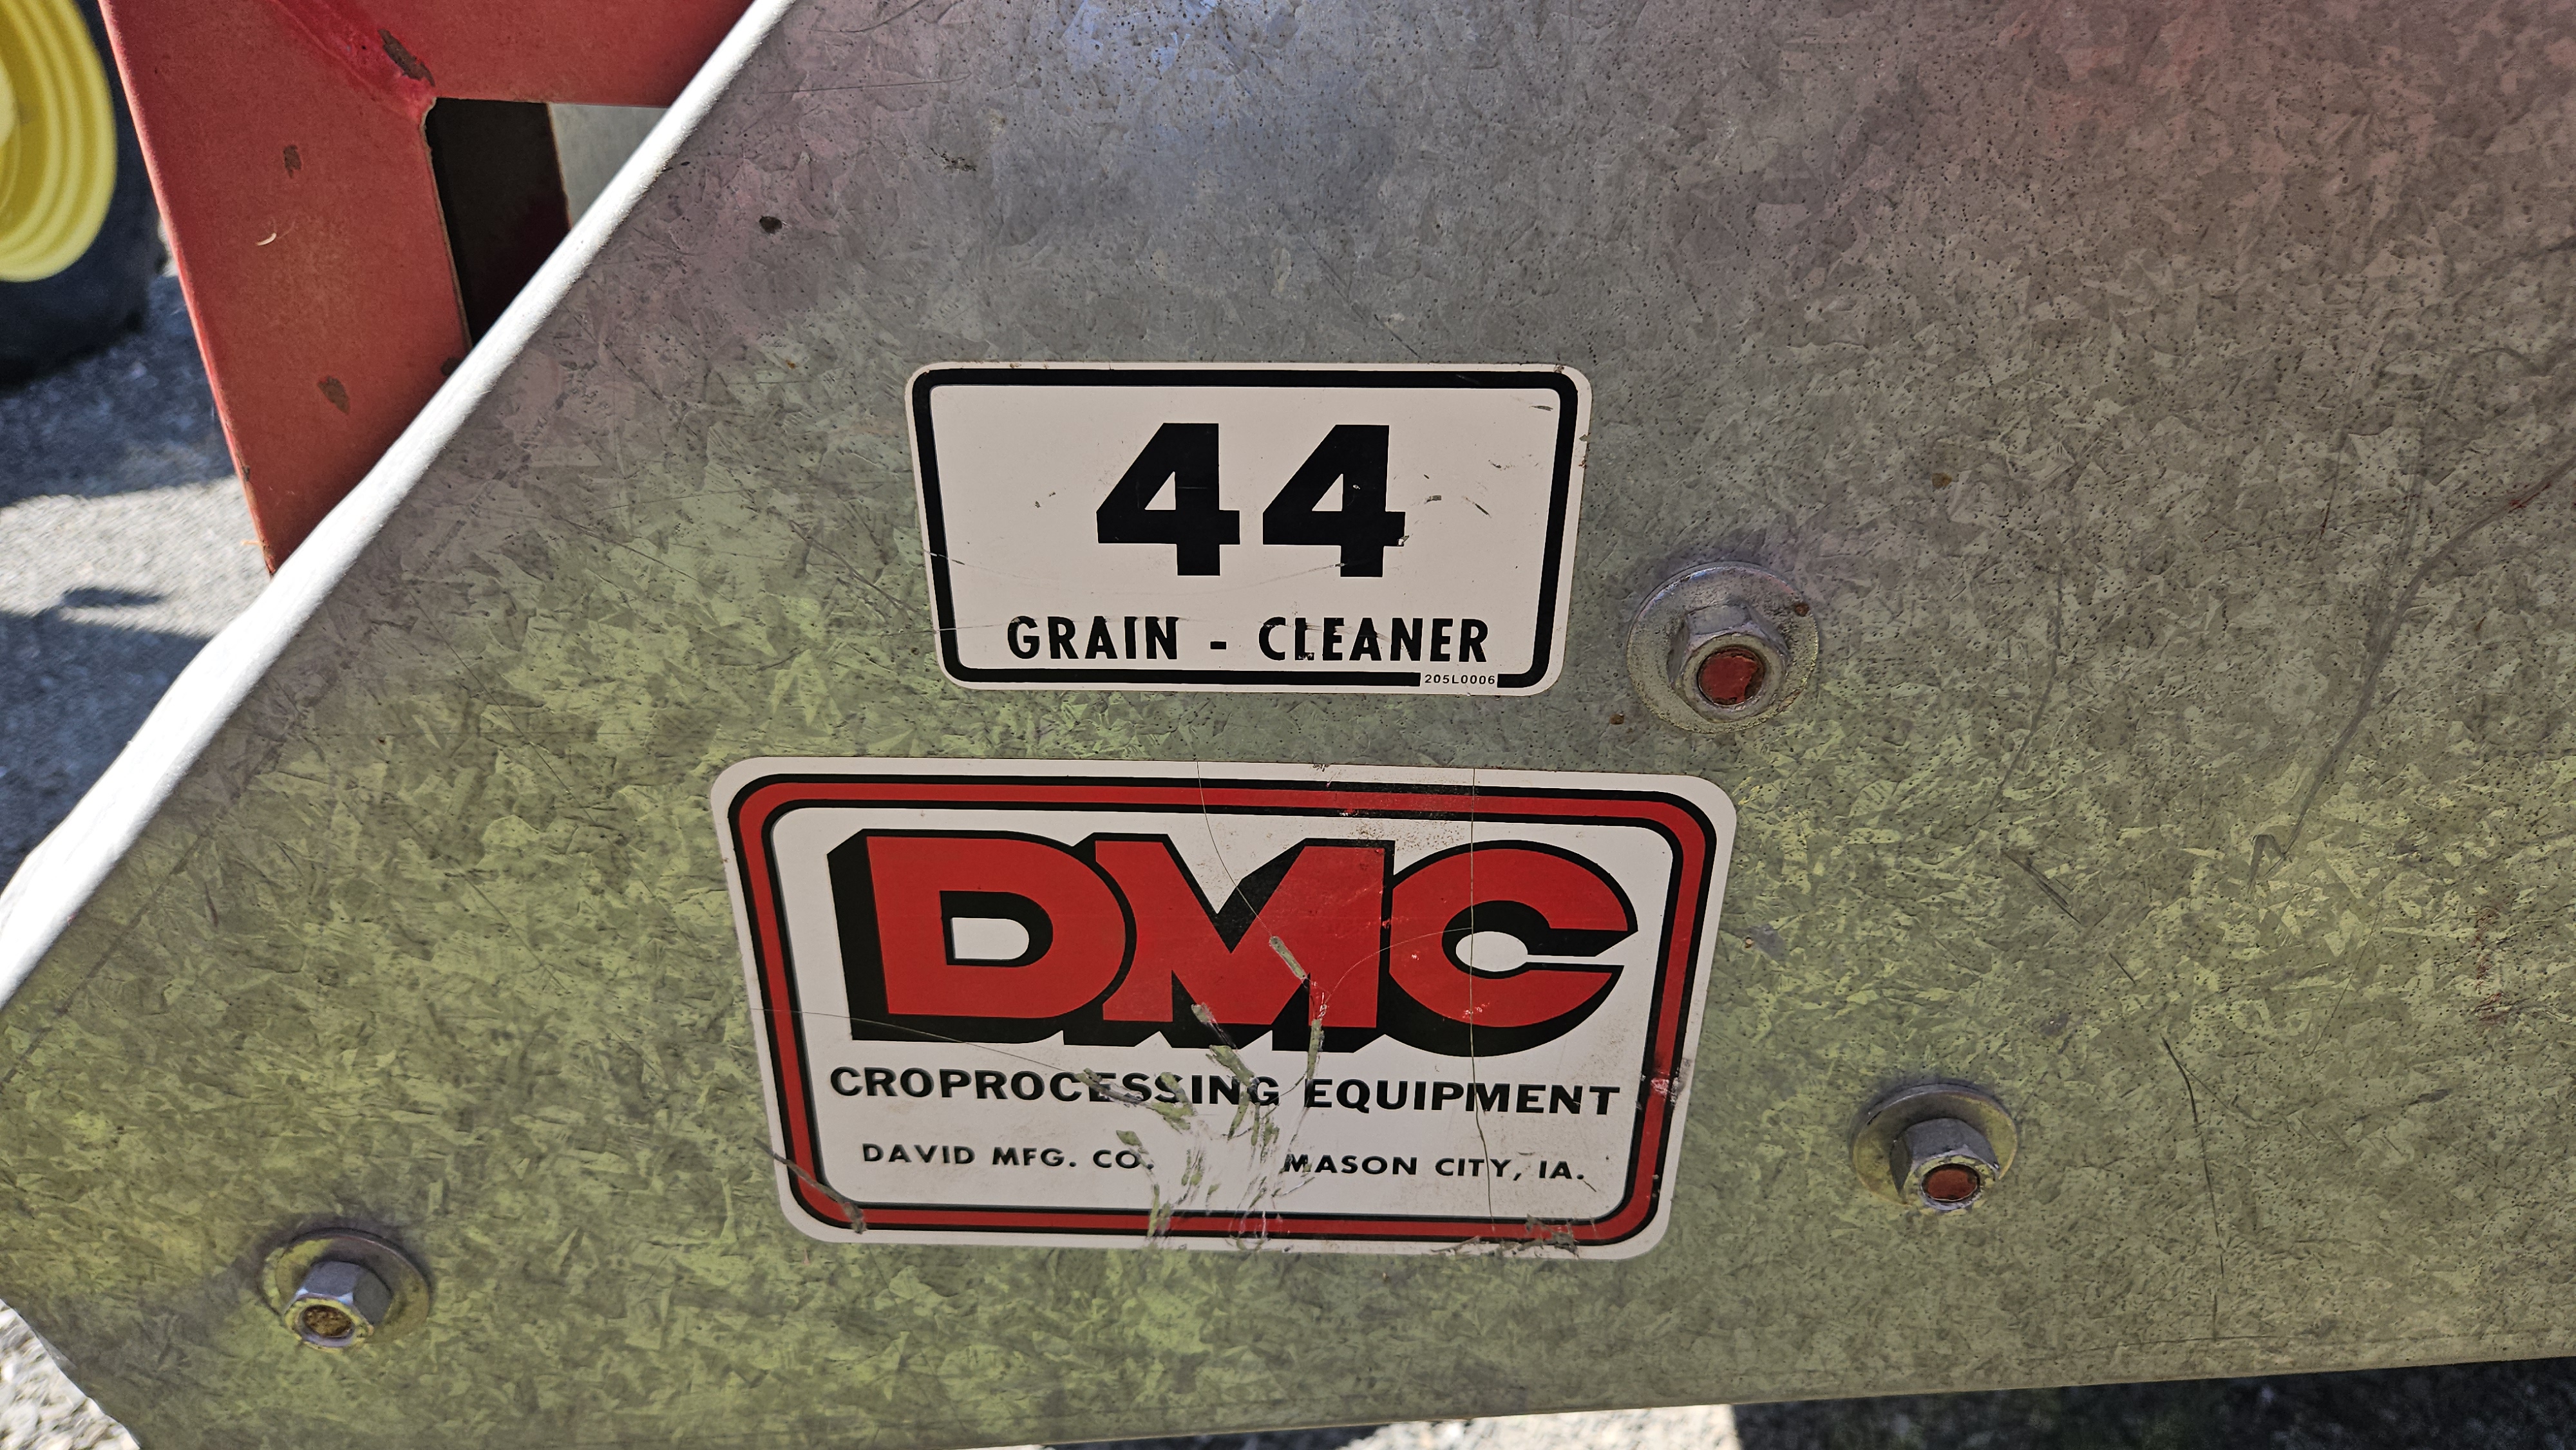 44
GRAIN - CLEANER
205L0006
DMC
CROPROCESSING EQUIPMENT
DAVID MFG. CO. MASON CITY, IA.